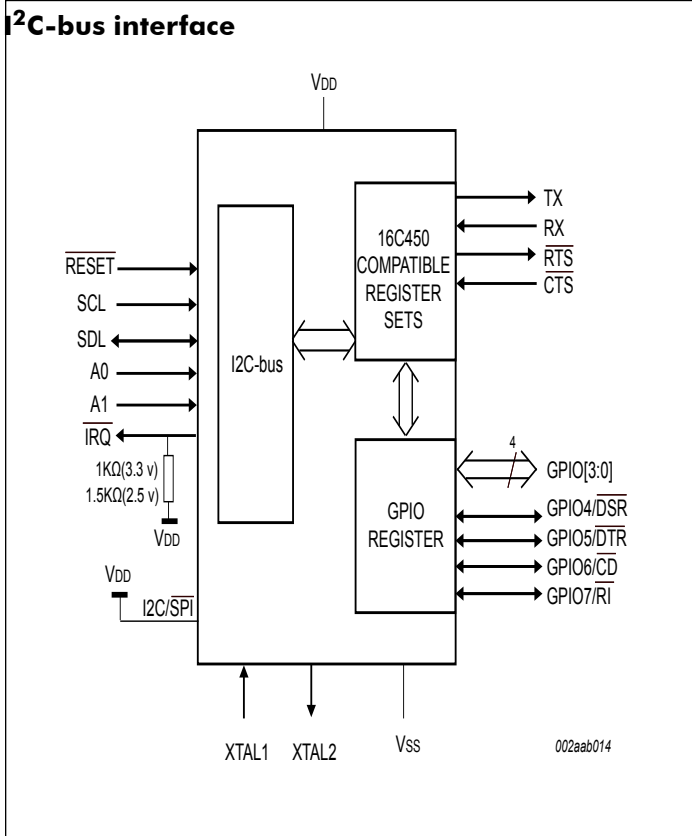 I²C-bus interface
VDD
RESET
SCL
SDL
A0
A1
IRQ
1KΩ(3.3 v)
1.5KΩ(2.5 v)
VDD
VDD
I2C/SPI
I2C-bus
16C450
COMPATIBLE
REGISTER
SETS
GPIO
REGISTER
TX
RX
RTS
CTS
4
GPIO[3:0]
GPIO4/DSR
GPIO5/DTR
GPIO6/CD
GPIO7/RI
XTAL1
XTAL2
VSS
002aab014